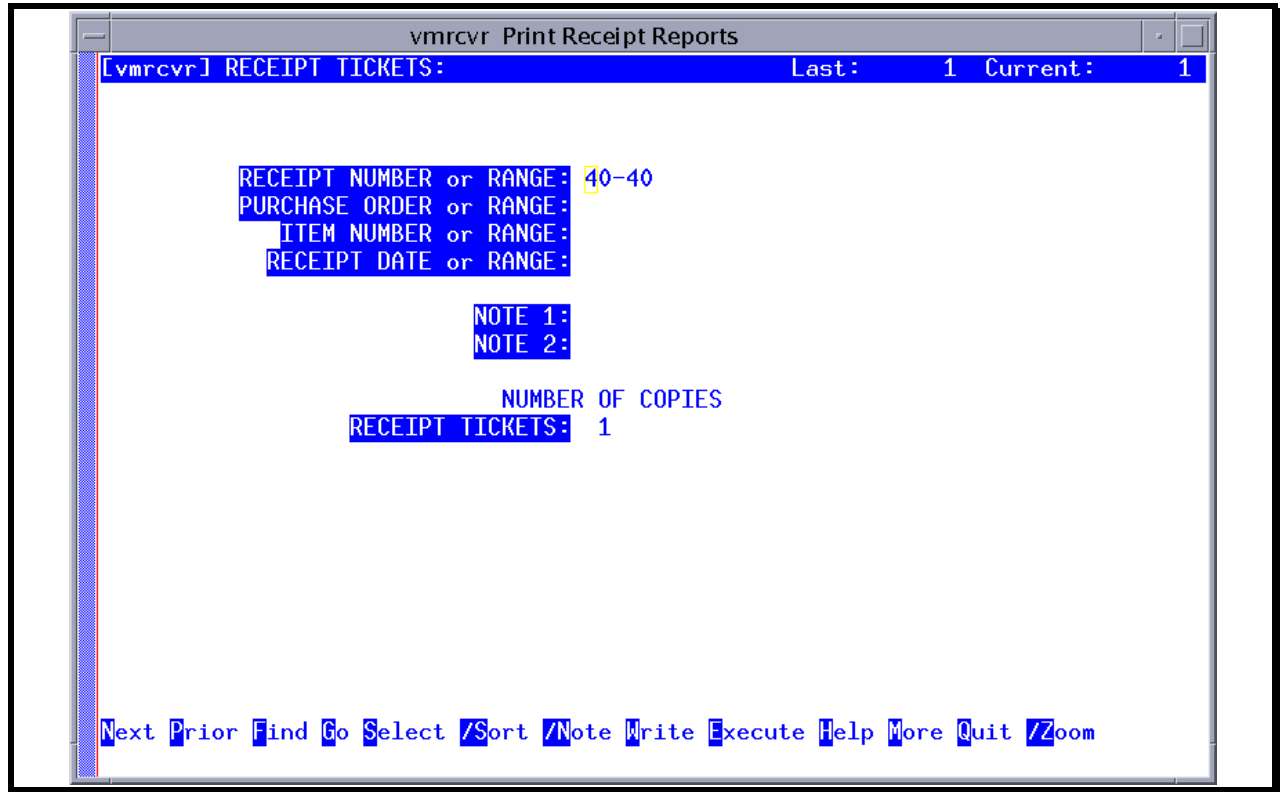 vmrcvr Print Receipt Reports
[vmrcvr] RECEIPT TICKETS: Last: 1 Current: 1
RECEIPT NUMBER or RANGE: 40-40
PURCHASE ORDER or RANGE:
ITEM NUMBER or RANGE:
RECEIPT DATE or RANGE:
NOTE 1:
NOTE 2:
NUMBER OF COPIES
RECEIPT TICKETS: 1
Next Prior Find Go Select /Sort /Note Write Execute Help More Quit /Zoom